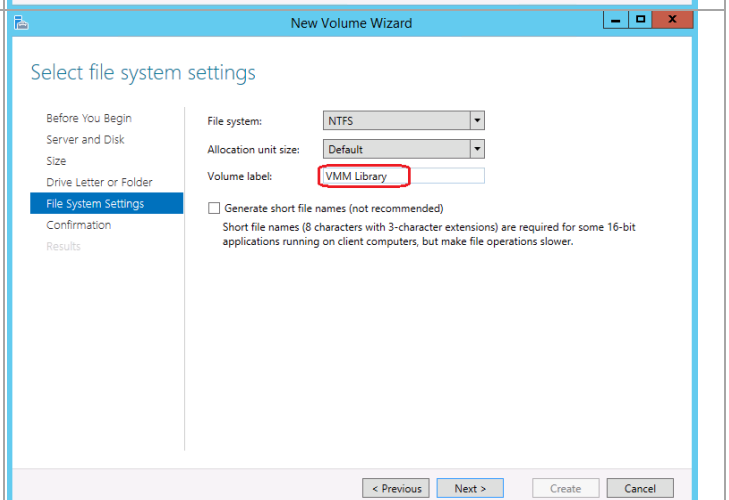 New Volume Wizard
Select file system settings
Before You Begin
Server and Disk
Size
Drive Letter or Folder
File System Settings
Confirmation
Results
File system: NTFS
Allocation unit size: Default
Volume label: VMM Library
Generate short file names (not recommended)
Short file names (8 characters with 3-character extensions) are required for some 16-bit
applications running on client computers, but make file operations slower.
< Previous Next > Create Cancel